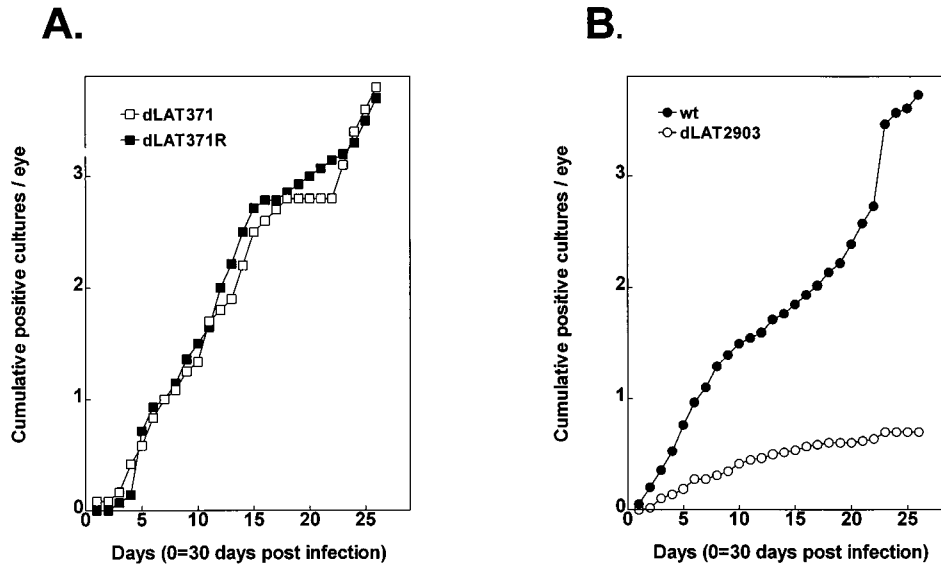 A.
dLAT371
dLAT371R
Cumulative positive cultures / eye
3
2
1
0
0 5 10 15 20 25
Days (0=30 days post infection)
B.
wt
dLAT2903
Cumulative positive cultures / eye
3
2
1
0
0 5 10 15 20 25
Days (0=30 days post infection)